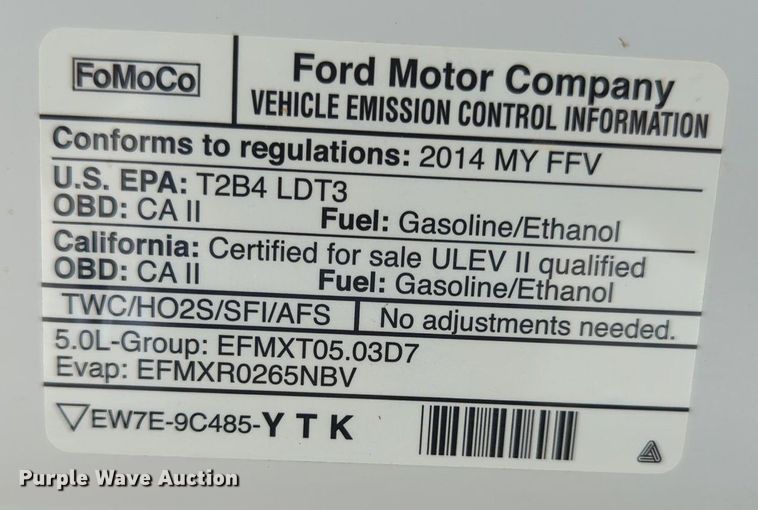 FoMoCo
Ford Motor Company
VEHICLE EMISSION CONTROL INFORMATION
Conforms to regulations: 2014 MY FFV
U.S. EPA: T2B4 LDT3
OBD: CA II Fuel: Gasoline/Ethanol
California: Certified for sale ULEV II qualified
OBD: CA II Fuel: Gasoline/Ethanol
TWC/HO2S/SFI/AFS No adjustments needed.
5.0L-Group: EFMXT05.03D7
Evap: EFMXR0265NBV
EW7E-9C485-Y T K
Purple Wave Auction